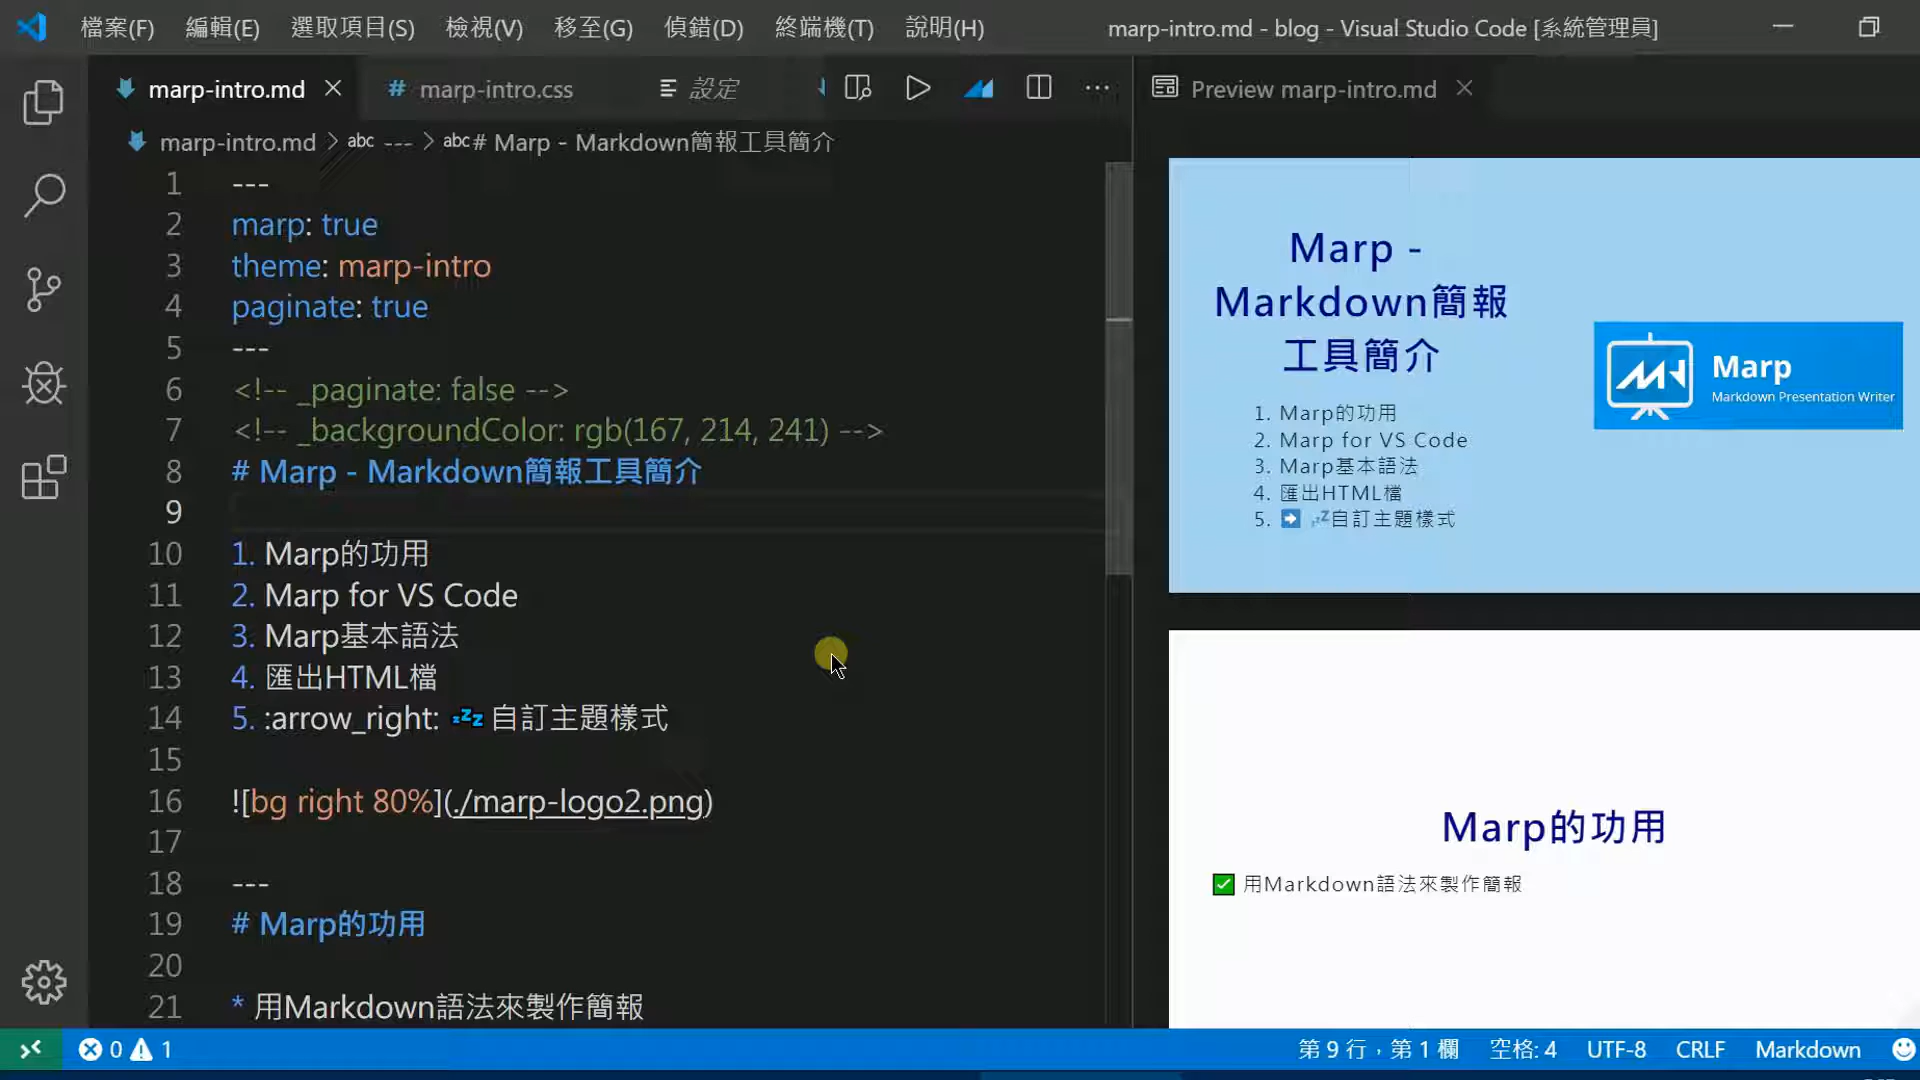 檔案(F) 編輯(E) 選取項目(S) 檢視(V) 移至(G) 偵錯(D) 終端機(T) 說明(H) marp-intro.md - blog - Visual Studio Code [系統管理員]
marp-intro.md # marp-intro.css 設定 ...
marp-intro.md > abc --- > abc # Marp - Markdown簡報工具簡介
1 ---
2 marp: true
3 theme: marp-intro
4 paginate: true
5 ---
6 <!-- _paginate: false -->
7 <!-- _backgroundColor: rgb(167, 214, 241) -->
8 # Marp - Markdown簡報工具簡介
9
10 1. Marp的功用
11 2. Marp for VS Code
12 3. Marp基本語法
13 4. 匯出HTML檔
14 5. :arrow_right: 💤 自訂主題樣式
15
16 ![bg right 80%](./marp-logo2.png)
17
18 ---
19 # Marp的功用
20
21 * 用Markdown語法來製作簡報
Preview marp-intro.md
Marp -
Markdown簡報
工具簡介
1. Marp的功用
2. Marp for VS Code
3. Marp基本語法
4. 匯出HTML檔
5. ➡️ 💤自訂主題樣式
Marp
Markdown Presentation Writer
Marp的功用
✅ 用Markdown語法來製作簡報
0 1 第 9 行，第 1 欄 空格: 4 UTF-8 CRLF Markdown